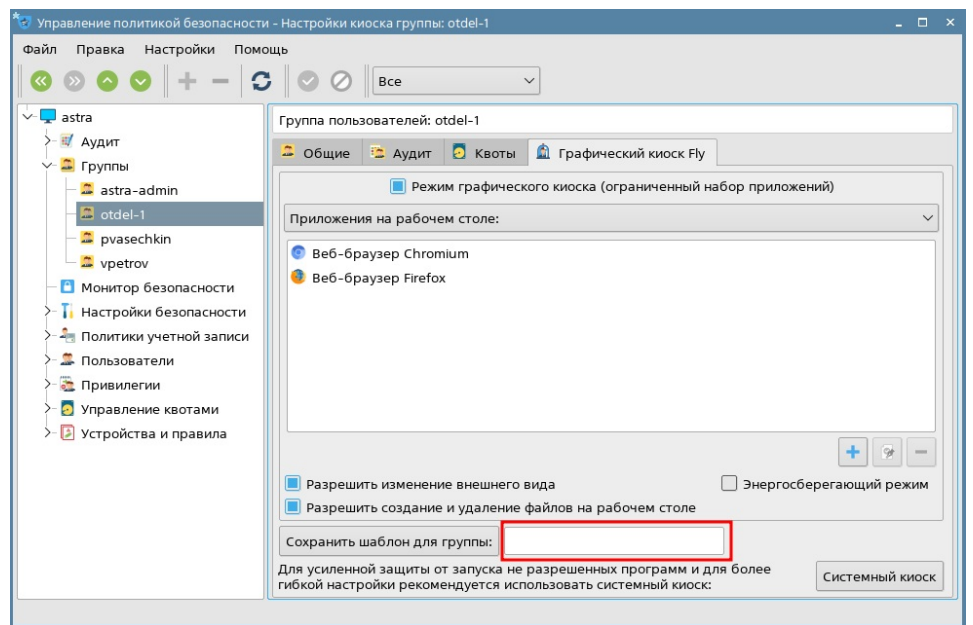 Управление политикой безопасности - Настройки киоска группы: otdel-1
Файл Правка Настройки Помощь
Все
astra
Аудит
Группы
astra-admin
otdel-1
pvasechkin
vpetrov
Монитор безопасности
Настройки безопасности
Политики учетной записи
Пользователи
Привилегии
Управление квотами
Устройства и правила
Группа пользователей: otdel-1
Общие Аудит Квоты Графический киоск Fly
Режим графического киоска (ограниченный набор приложений)
Приложения на рабочем столе:
Веб-браузер Chromium
Веб-браузер Firefox
Разрешить изменение внешнего вида Энергосберегающий режим
Разрешить создание и удаление файлов на рабочем столе
Сохранить шаблон для группы:
Для усиленной защиты от запуска не разрешенных программ и для более
гибкой настройки рекомендуется использовать системный киоск:
Системный киоск